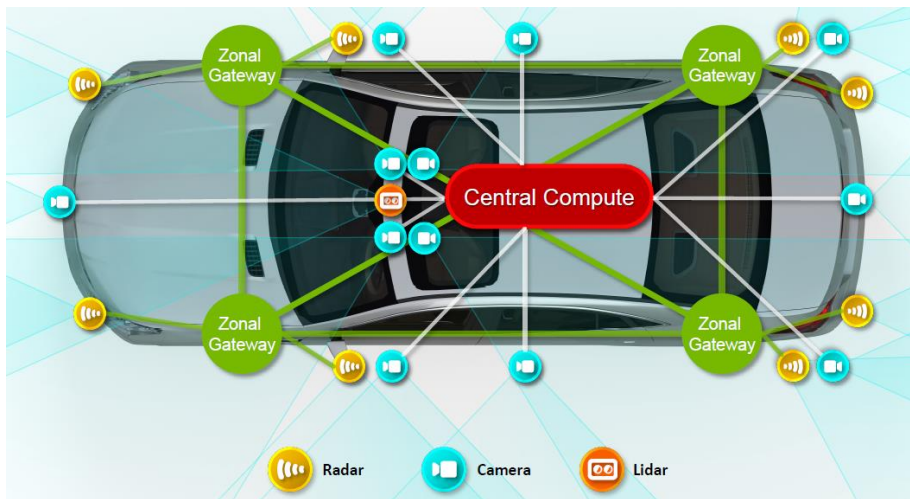 Zonal
Gateway
Zonal
Gateway
Central Compute
Zonal
Gateway
Zonal
Gateway
Radar
Camera
Lidar